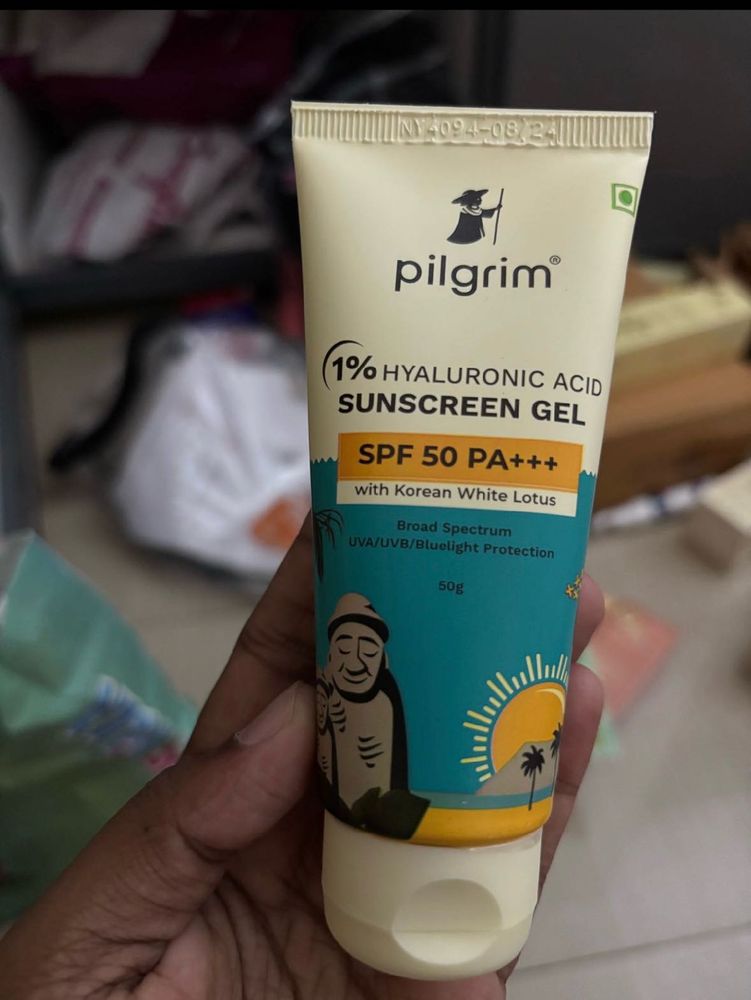 NY4094-08/24
pilgrim®
1% HYALURONIC ACID
SUNSCREEN GEL
SPF 50 PA+++
with Korean White Lotus
Broad Spectrum
UVA/UVB/Bluelight Protection
50g